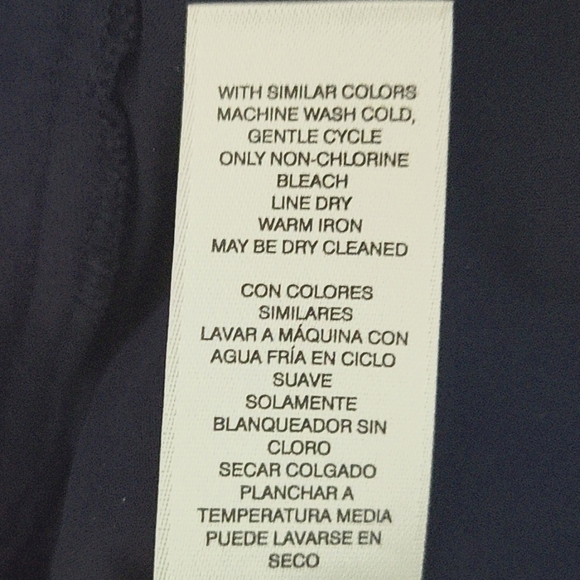 WITH SIMILAR COLORS
MACHINE WASH COLD,
GENTLE CYCLE
ONLY NON-CHLORINE
BLEACH
LINE DRY
WARM IRON
MAY BE DRY CLEANED
CON COLORES
SIMILARES
LAVAR A MÁQUINA CON
AGUA FRÍA EN CICLO
SUAVE
SOLAMENTE
BLANQUEADOR SIN
CLORO
SECAR COLGADO
PLANCHAR A
TEMPERATURA MEDIA
PUEDE LAVARSE EN
SECO